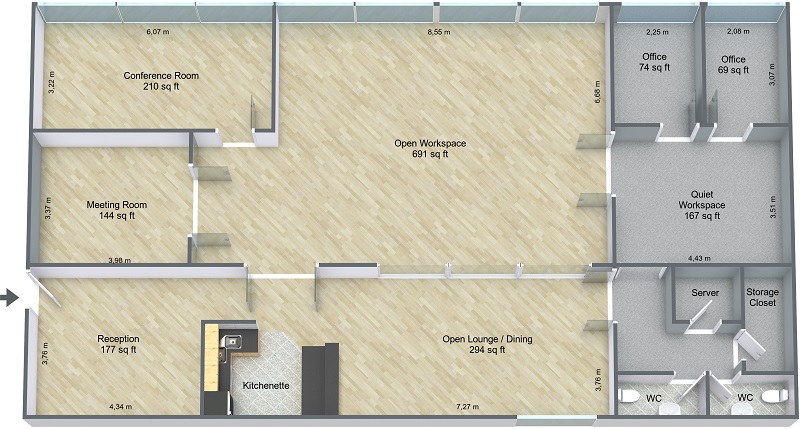 6,07 m
8,55 m
2,25 m
2,08 m
Conference Room
210 sq ft
3,22 m
Office
74 sq ft
Office
69 sq ft
3,07 m
6,68 m
Open Workspace
691 sq ft
Meeting Room
144 sq ft
3,37 m
3,98 m
Quiet
Workspace
167 sq ft
3,51 m
4,43 m
Server
Storage
Closet
Reception
177 sq ft
3,76 m
4,34 m
Kitchenette
Open Lounge / Dining
294 sq ft
3,76 m
7,27 m
WC
WC